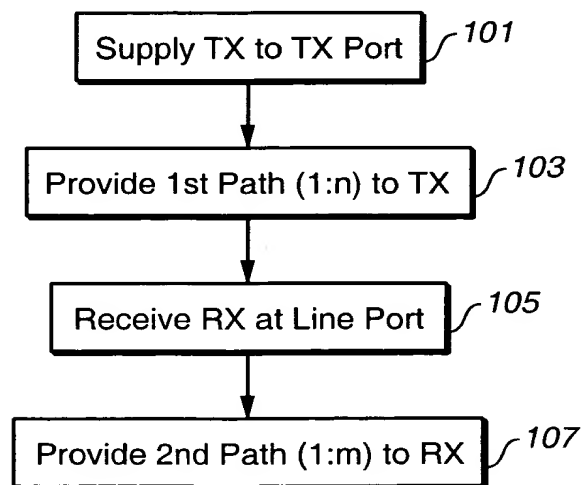 Supply TX to TX Port
101
Provide 1st Path (1:n) to TX
103
Receive RX at Line Port
105
Provide 2nd Path (1:m) to RX
107